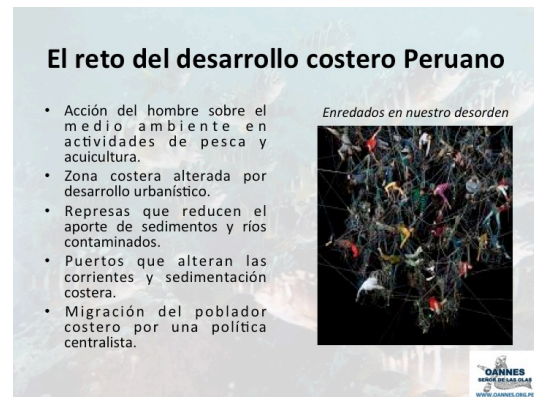 El reto del desarrollo costero Peruano
• Acción del hombre sobre el
medio ambiente en
actividades de pesca y
acuicultura.
• Zona costera alterada por
desarrollo urbanístico.
• Represas que reducen el
aporte de sedimentos y ríos
contaminados.
• Puertos que alteran las
corrientes y sedimentación
costera.
• Migración del poblador
costero por una política
centralista.
Enredados en nuestro desorden
OANNES
SEÑOR DE LAS OLAS
WWW.OANNES.ORG.PE